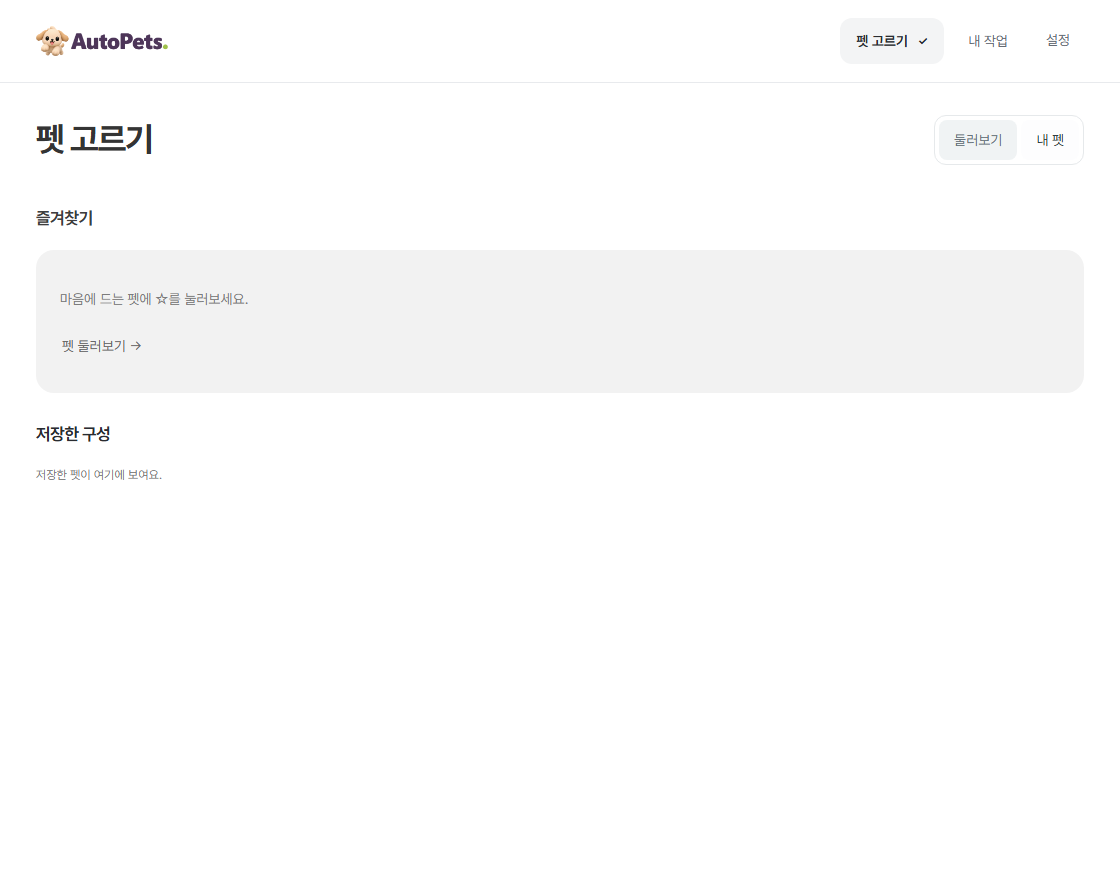 AutoPets.
펫 고르기 ✓
내 작업
설정
펫 고르기
둘러보기
내 펫
즐겨찾기
마음에 드는 펫에 ☆를 눌러보세요.
펫 둘러보기 →
저장한 구성
저장한 펫이 여기에 보여요.